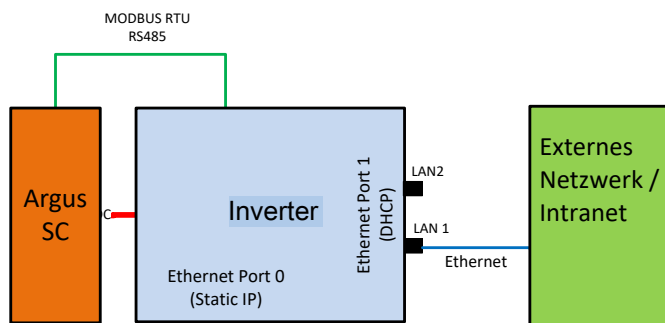 MODBUS RTU
RS485
Argus
SC
Inverter
Ethernet Port 0
(Static IP)
Ethernet Port 1
(DHCP)
LAN2
LAN 1
Ethernet
Externes
Netzwerk /
Intranet